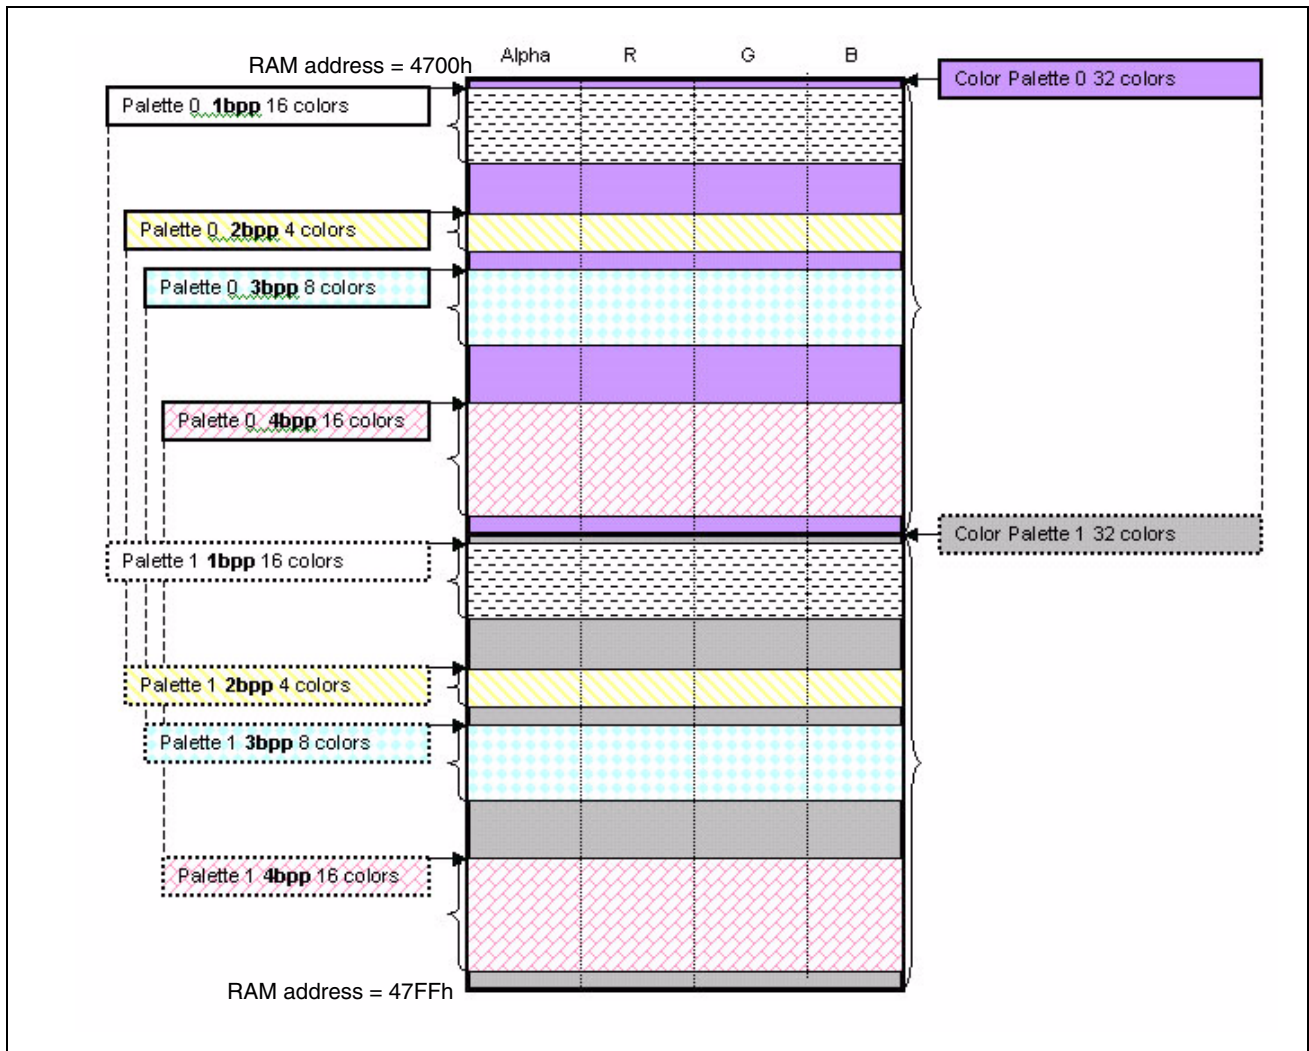 Alpha R G B
RAM address = 4700h
Color Palette 0 32 colors
Palette 0 1bpp 16 colors
Palette 0 2bpp 4 colors
Palette 0 3bpp 8 colors
Palette 0 4bpp 16 colors
Color Palette 1 32 colors
Palette 1 1bpp 16 colors
Palette 1 2bpp 4 colors
Palette 1 3bpp 8 colors
Palette 1 4bpp 16 colors
RAM address = 47FFh